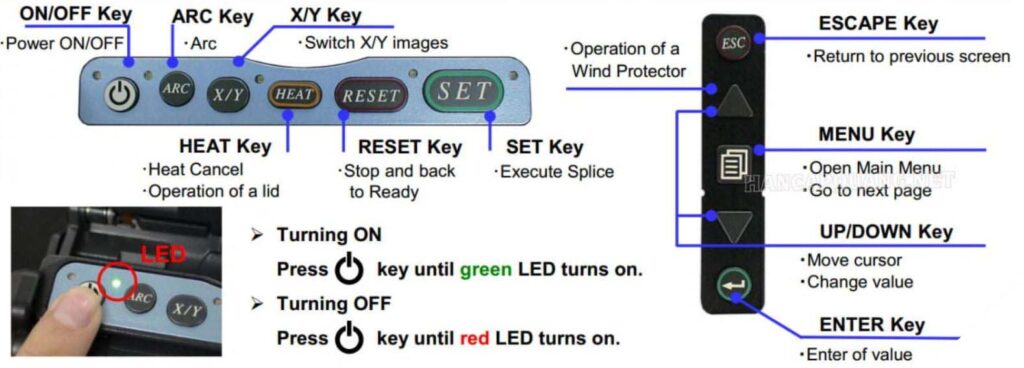 ON/OFF Key
·Power ON/OFF
ARC Key
·Arc
X/Y Key
·Switch X/Y images
ARC
X/Y
HEAT
RESET
SET
HEAT Key
·Heat Cancel
·Operation of a lid
RESET Key
·Stop and back
to Ready
SET Key
·Execute Splice
LED
ARC
X/Y
➢ Turning ON
Press key until green LED turns on.
➢ Turning OFF
Press key until red LED turns on.
·Operation of a
Wind Protector
ESC
ESCAPE Key
·Return to previous screen
MENU Key
·Open Main Menu
·Go to next page
HANCAPQUANG.NET
UP/DOWN Key
·Move cursor
·Change value
ENTER Key
·Enter of value